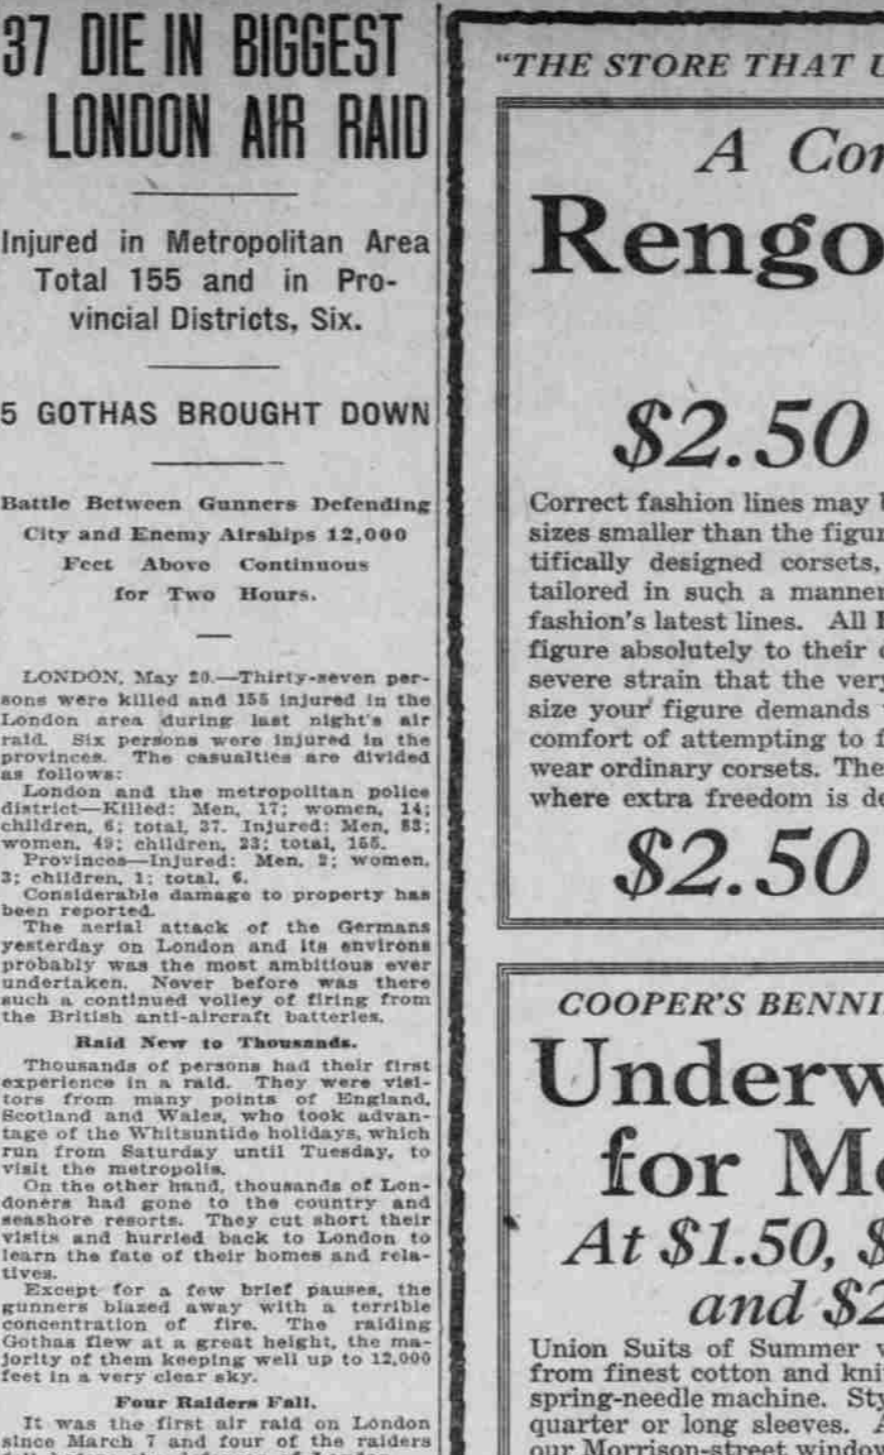 37 DIE IN BIGGEST
LONDON AIR RAID
Injured in Metropolitan Area
Total 155 and in Pro-
vincial Districts, Six.
5 GOTHAS BROUGHT DOWN
Battle Between Gunners Defending
City and Enemy Airships 12,000
Feet Above Continuous
for Two Hours.
LONDON, May 20.—Thirty-seven per-
sons were killed and 155 injured in the
London area during last night's air
raid. Six persons were injured in the
provinces. The casualties are divided
as follows:
London and the metropolitan police
district—Killed: Men, 17; women, 14;
children, 6; total, 37. Injured: Men, 83;
women, 49; children, 23; total, 155.
Provinces—Injured: Men, 2; women,
3; children, 1; total, 6.
Considerable damage to property has
been reported.
The aerial attack of the Germans
yesterday on London and its environs
probably was the most ambitious ever
undertaken. Never before was there
such a continued volley of firing from
the British anti-aircraft batteries.
Raid New to Thousands.
Thousands of persons had their first
experience in a raid. They were visi-
tors from many points of England,
Scotland and Wales, who took advan-
tage of the Whitsuntide holidays, which
run from Saturday until Tuesday, to
visit the metropolis.
On the other hand, thousands of Lon-
doners had gone to the country and
seashore resorts. They cut short their
visits and hurried back to London to
learn the fate of their homes and rela-
tives.
Except for a few brief pauses, the
gunners blazed away with a terrible
concentration of fire. The raiding
Gothas flew at a great height, the ma-
jority of them keeping well up to 12,000
feet in a very clear sky.
Four Raiders Fall.
It was the first air raid on London
since March 7 and four of the raiders
"THE STORE THAT U
A Cor
Rengo
$2.50
Correct fashion lines may
sizes smaller than the figur
tifically designed corsets,
tailored in such a manner
fashion's latest lines. All
figure absolutely to their
severe strain that the very
size your figure demands
comfort of attempting to f
wear ordinary corsets. The
where extra freedom is de
$2.50
COOPER'S BENNI
Underw
for Me
At $1.50, $
and $2
Union Suits of Summer
from finest cotton and kni
spring-needle machine. Sty
quarter or long sleeves. A
our Morrison-street windo